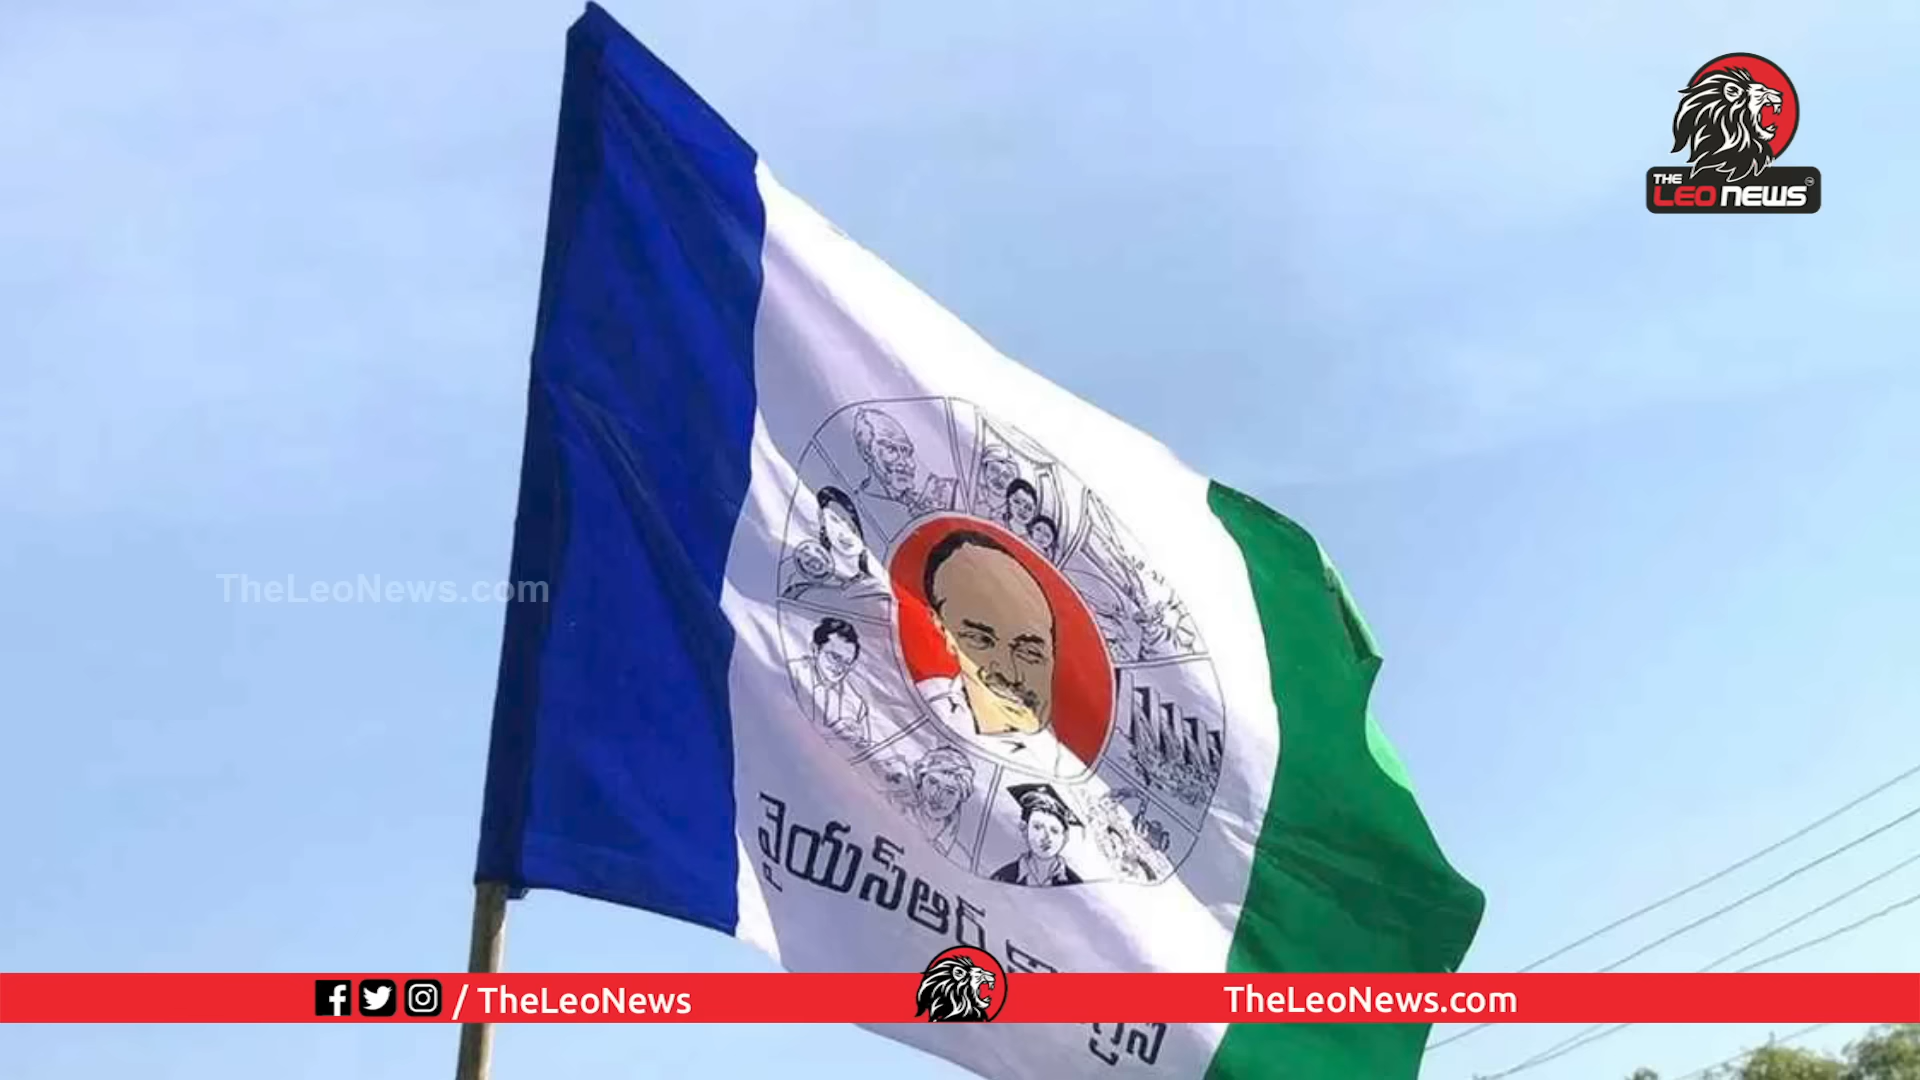 THE
LEO NEWS
TheLeoNews.com
వైయస్ఆర్
/ TheLeoNews
TheLeoNews.com